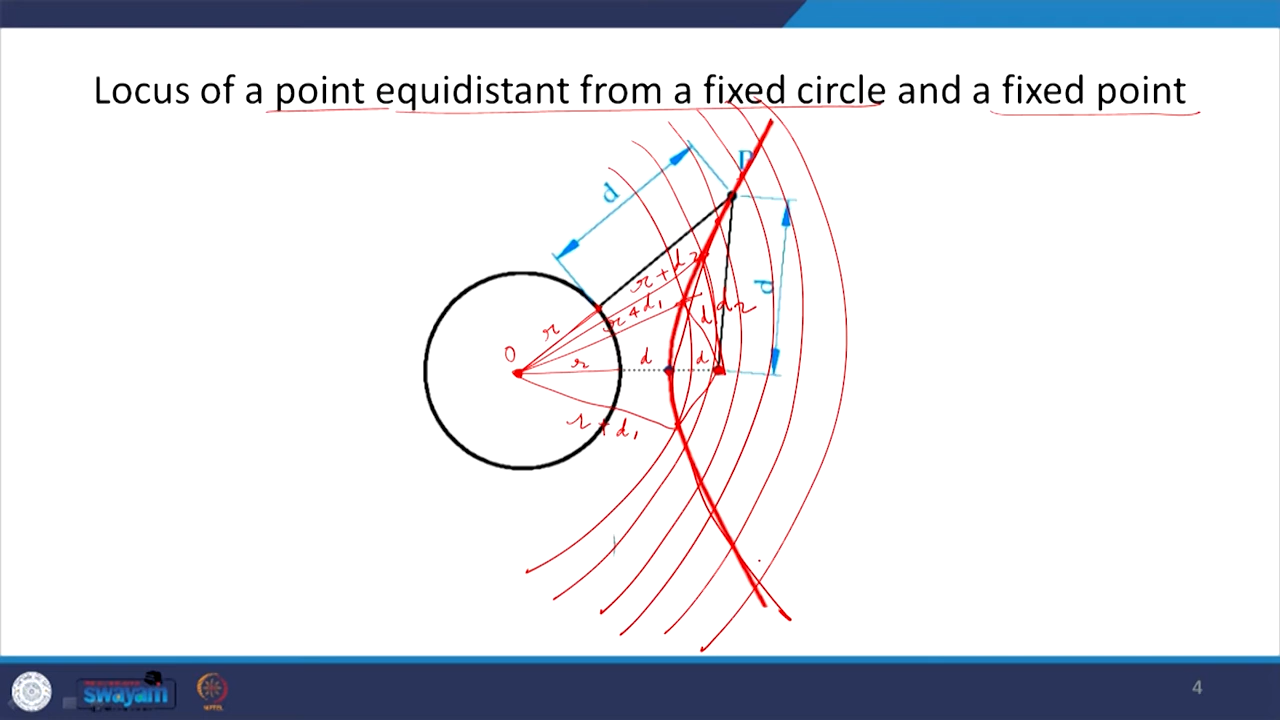 Locus of a point equidistant from a fixed circle and a fixed point
P
d
r + d2
r + d1
r
d
d2
d
O
r
d
d
r + d1
swayam
4